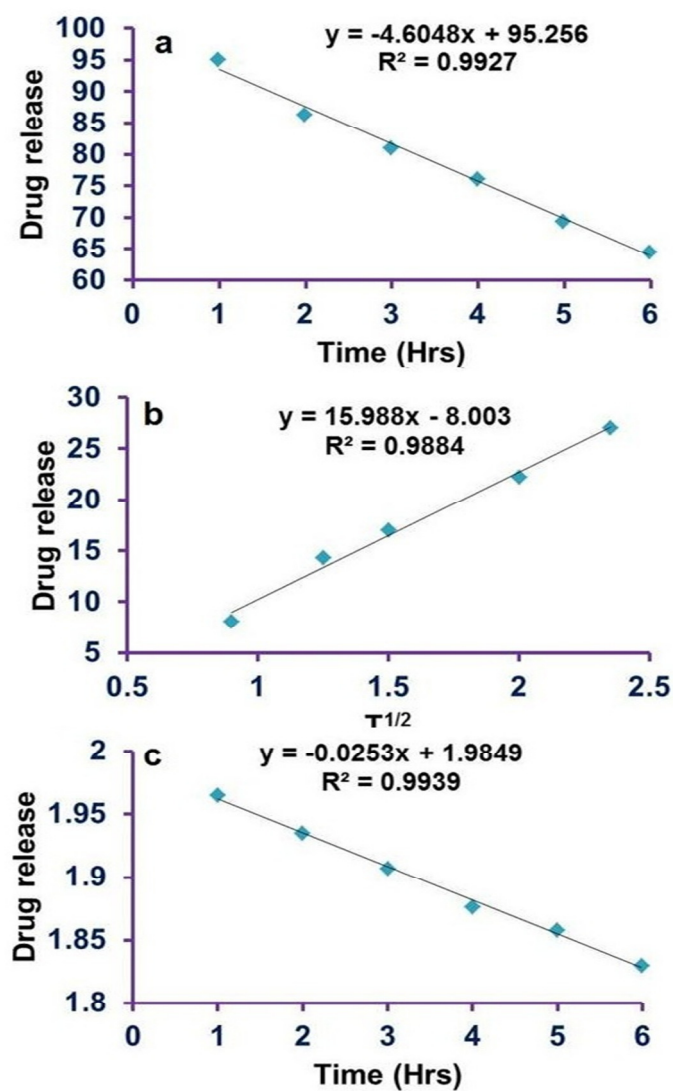 a
y = -4.6048x + 95.256
R² = 0.9927
Drug release
100
95
90
85
80
75
70
65
60
0 1 2 3 4 5 6
Time (Hrs)
b
y = 15.988x - 8.003
R² = 0.9884
Drug release
30
25
20
15
10
5
0.5 1 1.5 2 2.5
T¹/²
c
y = -0.0253x + 1.9849
R² = 0.9939
Drug release
2
1.95
1.9
1.85
1.8
0 1 2 3 4 5 6
Time (Hrs)